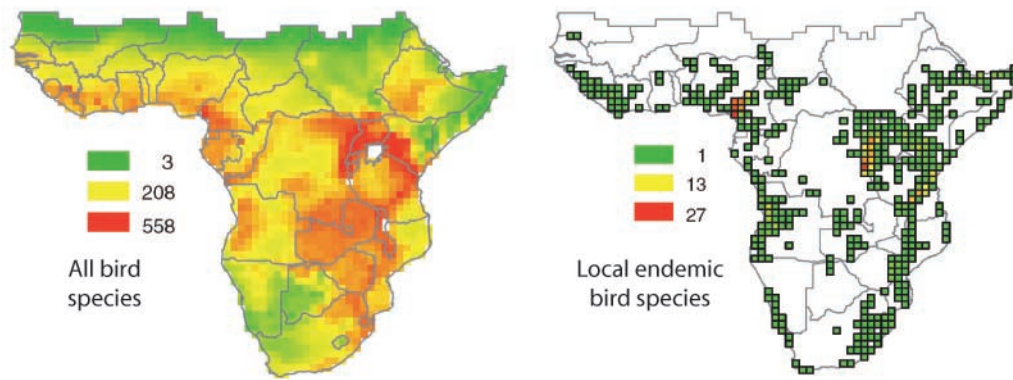 3
208
558
All bird
species
1
13
27
Local endemic
bird species